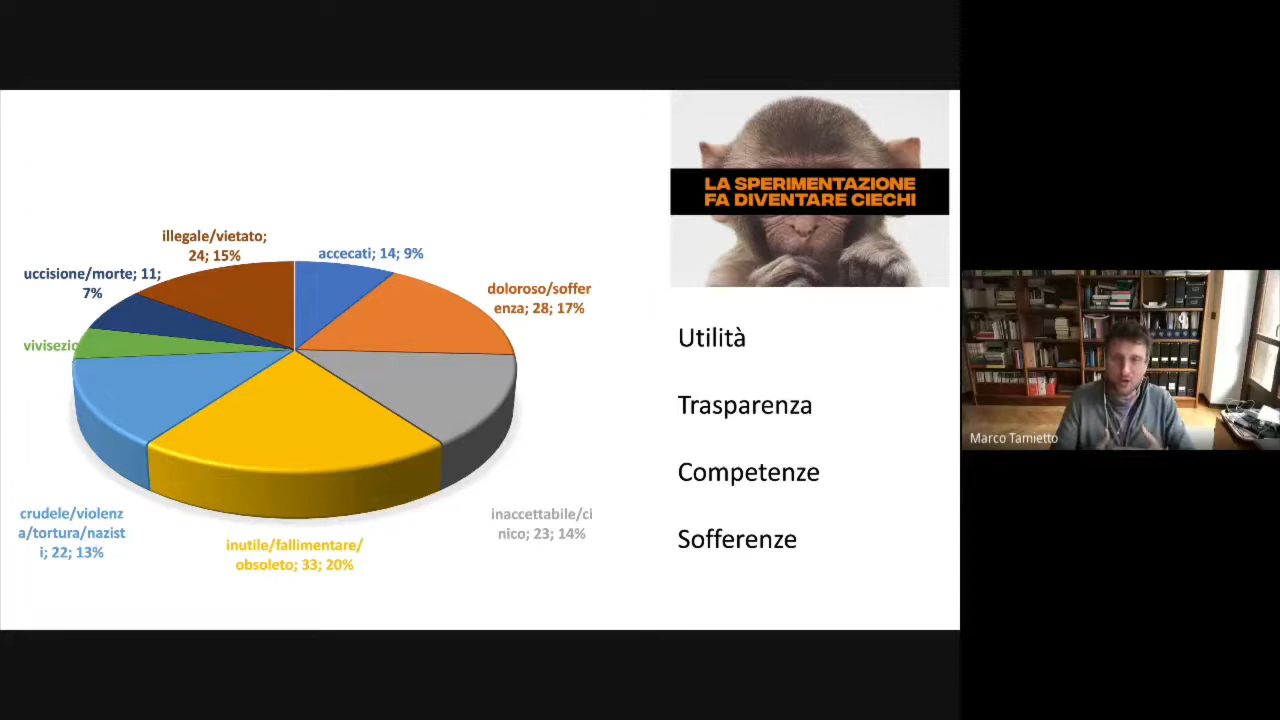 illegale/vietato;
24; 15%
accecati; 14; 9%
uccisione/morte; 11;
7%
doloroso/soffer
enza; 28; 17%
vivisezio
crudele/violenz
a/tortura/nazist
i; 22; 13%
inutile/fallimentare/
obsoleto; 33; 20%
inaccettabile/ci
nico; 23; 14%
LA SPERIMENTAZIONE
FA DIVENTARE CIECHI
Utilità
Trasparenza
Competenze
Sofferenze
Marco Tamietto